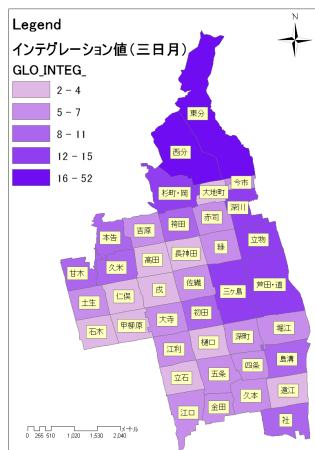 Legend
インテグレーション値(三日月)
GLO_INTEG_
2 - 4
5 - 7
8 - 11
12 - 15
16 - 52
N
東分
西分
今市
杉町・岡
大地町
深川
赤司
袴田
吉原
本告
立物
緑
長神田
高田
久米
甘木
佐織
芦田・道
三ヶ島
戌
仁俣
土生
初田
大寺
甲柳原
石木
堀江
深町
樋口
江利
島溝
四条
五条
立石
遠江
久本
金田
江口
社
0 255 510 1,020 1,530 2,040
メートル